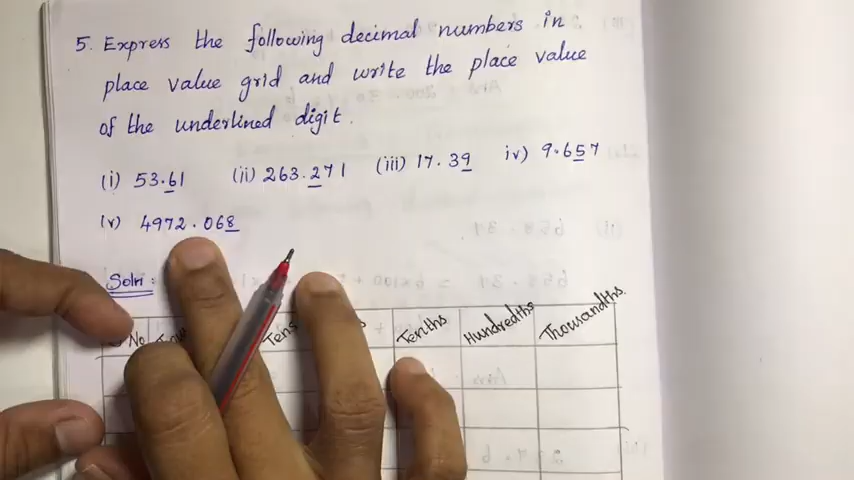 5. Express the following decimal numbers in
place value grid and write the place value
of the underlined digit.
(i) 53.61 (ii) 263.271 (iii) 17.39 iv) 9.657
(v) 4972.068
Soln:
No Tens Tenths Hundredths Thousandths